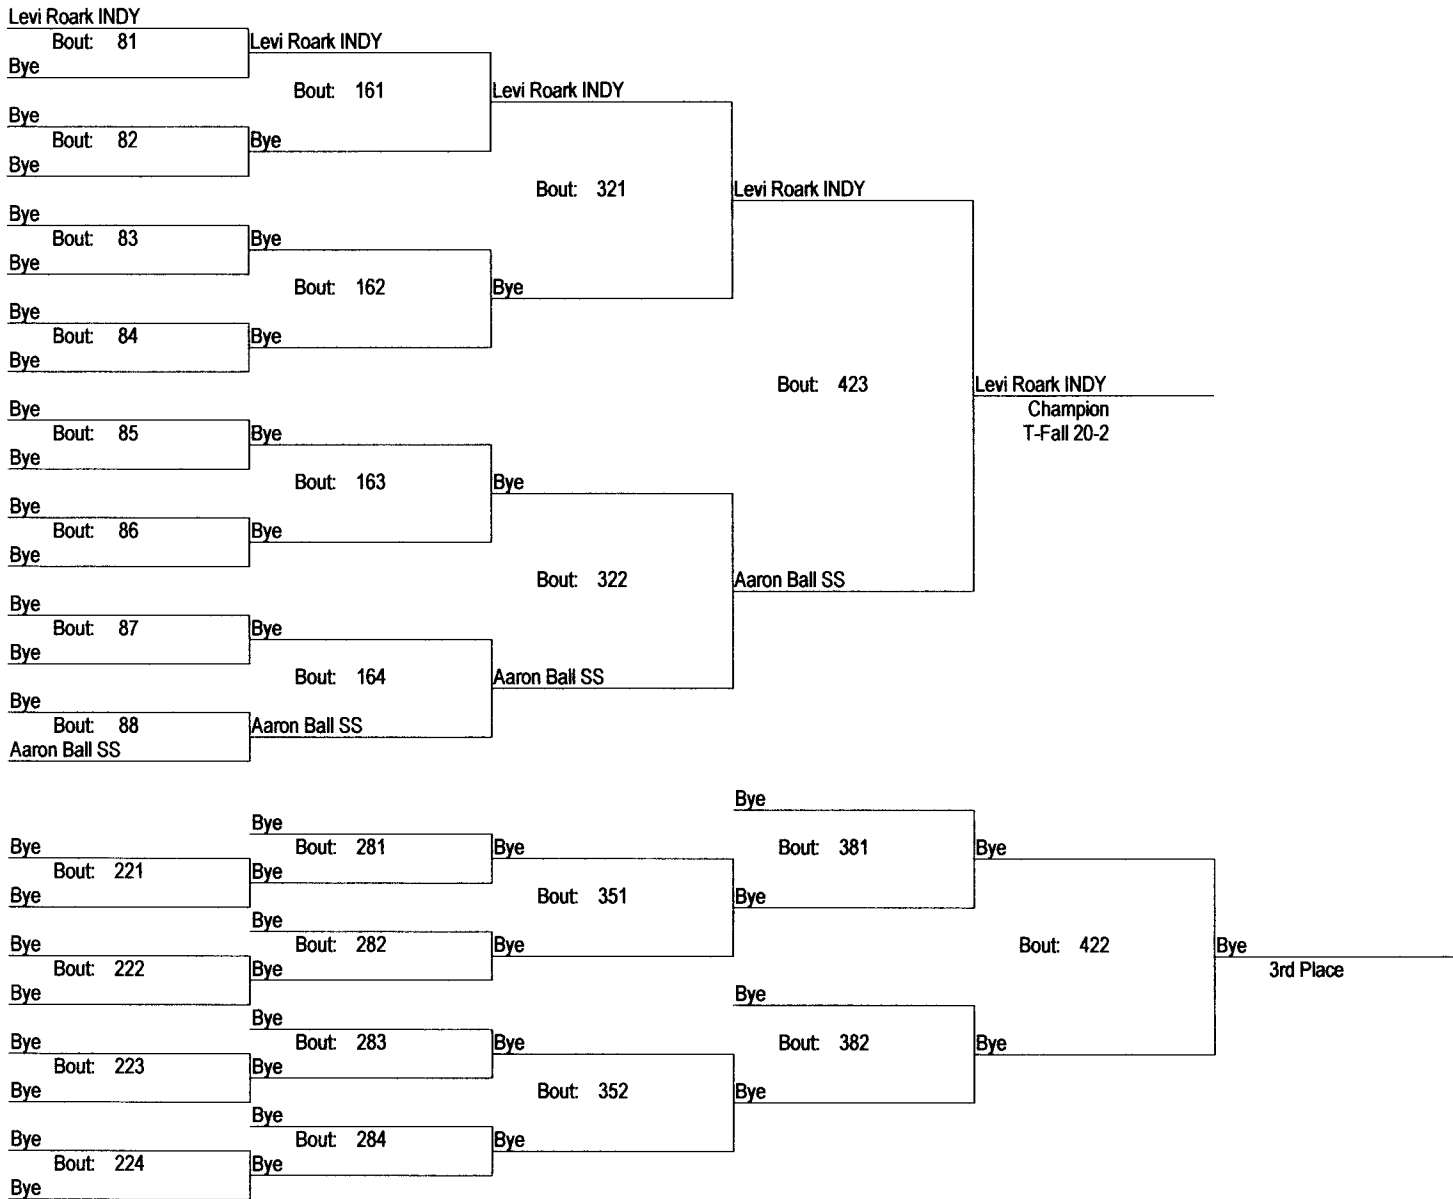 Levi Roark INDY
Bout: 81
Levi Roark INDY
Bye
Bout: 161
Levi Roark INDY
Bye
Bout: 82
Bye
Bye
Bout: 321
Levi Roark INDY
Bye
Bout: 83
Bye
Bye
Bout: 162
Bye
Bye
Bout: 84
Bye
Bye
Bout: 423
Levi Roark INDY
Champion
T-Fall 20-2
Bye
Bout: 85
Bye
Bye
Bout: 163
Bye
Bye
Bout: 86
Bye
Bye
Bout: 322
Aaron Ball SS
Bye
Bout: 87
Bye
Bye
Bout: 164
Aaron Ball SS
Bye
Bout: 88
Aaron Ball SS
Aaron Ball SS
Bye
Bye
Bye
Bout: 281
Bye
Bout: 381
Bye
Bout: 221
Bye
Bye
Bout: 351
Bye
Bye
Bye
Bout: 282
Bye
Bout: 422
Bye
3rd Place
Bout: 222
Bye
Bye
Bye
Bye
Bye
Bout: 283
Bye
Bout: 382
Bye
Bout: 223
Bye
Bye
Bout: 352
Bye
Bye
Bye
Bout: 284
Bye
Bout: 224
Bye
Bye